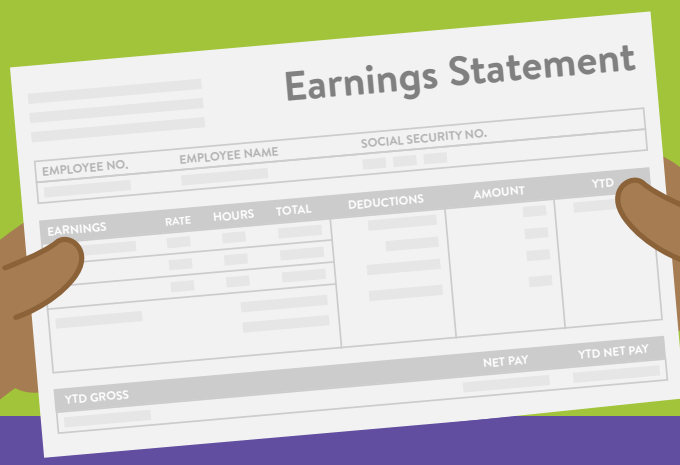 Earnings Statement
EMPLOYEE NO. EMPLOYEE NAME SOCIAL SECURITY NO.
EARNINGS RATE HOURS TOTAL DEDUCTIONS AMOUNT YTD
YTD GROSS NET PAY YTD NET PAY